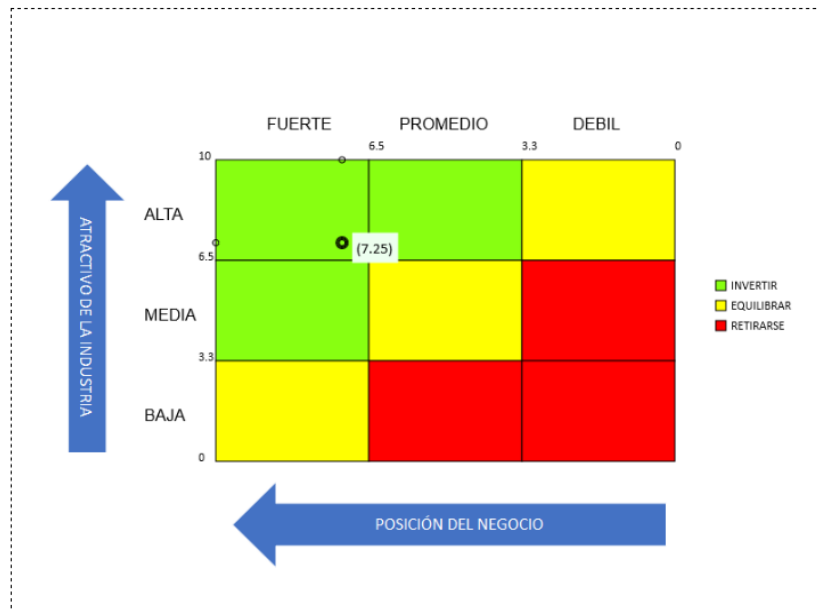 FUERTE PROMEDIO DEBIL
10 6.5 3.3 0
ALTA
(7.25)
6.5
MEDIA
3.3
BAJA
0
ATRACTIVO DE LA INDUSTRIA
INVERTIR
EQUILIBRAR
RETIRARSE
POSICIÓN DEL NEGOCIO